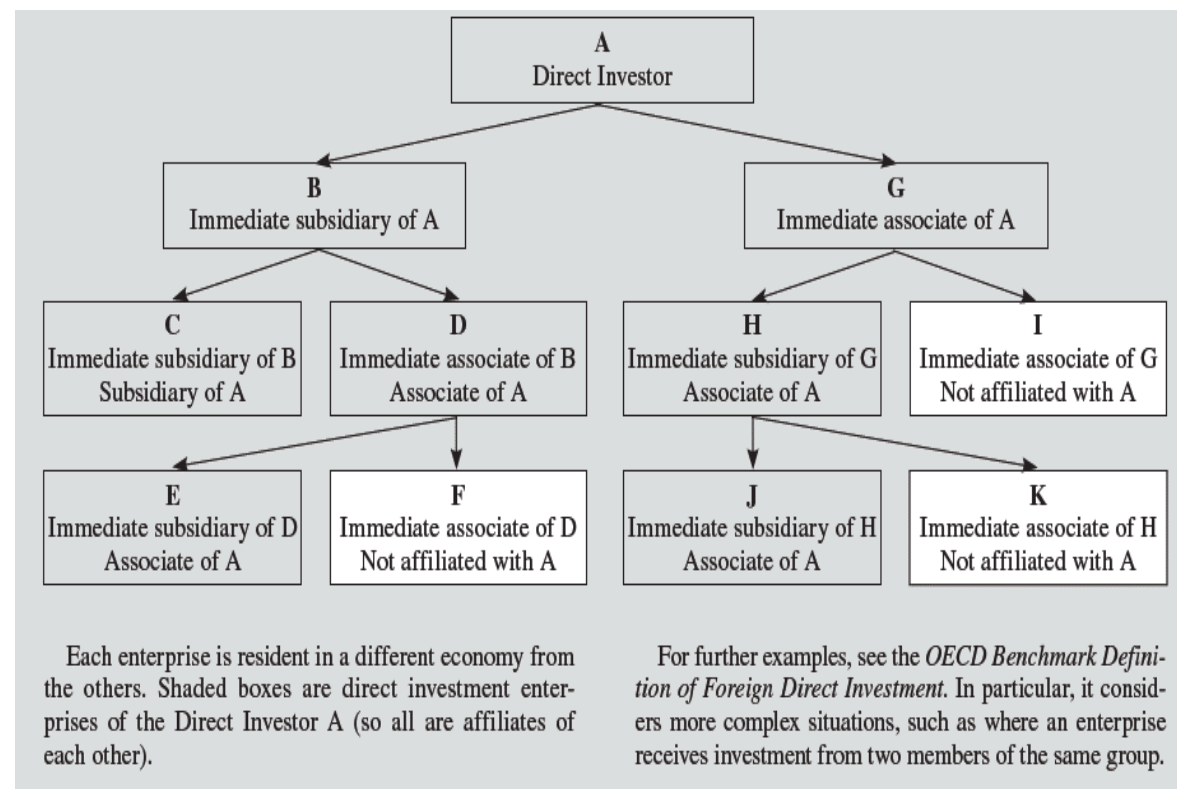 A
Direct Investor
B
Immediate subsidiary of A
G
Immediate associate of A
C
Immediate subsidiary of B
Subsidiary of A
D
Immediate associate of B
Associate of A
H
Immediate subsidiary of G
Associate of A
I
Immediate associate of G
Not affiliated with A
E
Immediate subsidiary of D
Associate of A
F
Immediate associate of D
Not affiliated with A
J
Immediate subsidiary of H
Associate of A
K
Immediate associate of H
Not affiliated with A
Each enterprise is resident in a different economy from
the others. Shaded boxes are direct investment enter-
prises of the Direct Investor A (so all are affiliates of
each other).
For further examples, see the OECD Benchmark Defini-
tion of Foreign Direct Investment. In particular, it consid-
ers more complex situations, such as where an enterprise
receives investment from two members of the same group.